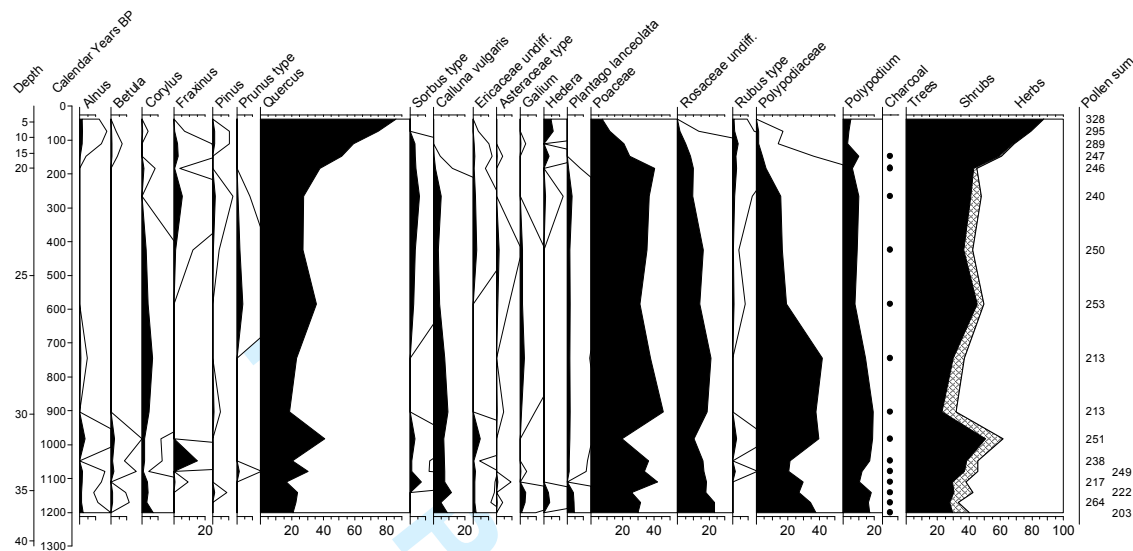 Depth
Calendar Years BP
Alnus
Betula
Corylus
Fraxinus
Pinus
Prunus type
Quercus
Sorbus type
Calluna vulgaris
Ericaceae undiff.
Asteraceae type
Galium
Hedera
Plantago lanceolata
Poaceae
Rosaceae undiff.
Rubus type
Polypodiaceae
Polypodium
Charcoal
Trees
Shrubs
Herbs
Pollen sum
5
10
15
20
25
30
35
40
0
100
200
300
400
500
600
700
800
900
1000
1100
1200
1300
328
295
289
247
246
240
250
253
213
213
251
238
249
217
222
264
203
20
20 40 60 80
20
20 40
20
20 40
20
20 40 60 80 100